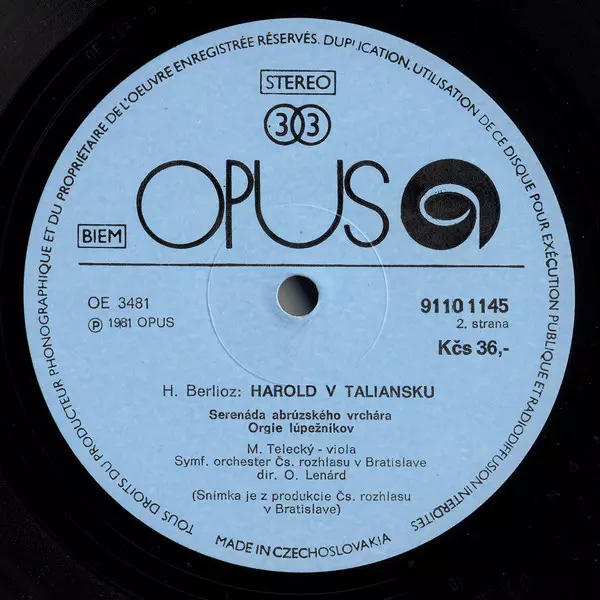 TOUS DROITS DU PRODUCTEUR PHONOGRAPHIQUE ET DU PROPRIÉTAIRE DE L'OEUVRE ENREGISTRÉE RÉSERVÉS. DUPLICATION, UTILISATION DE CE DISQUE POUR EXÉCUTION PUBLIQUE ET RADIODIFFUSION INTERDITES
STEREO
33
OPUS
BIEM
OE 3481
℗ 1981 OPUS
9110 1145
2. strana
Kčs 36,-
H. Berlioz: HAROLD V TALIANSKU
Serenáda abrúzského vrchára
Orgie lúpežníkov
M. Telecký - viola
Symf. orchester Čs. rozhlasu v Bratislave
dir. O. Lenárd
(Snímka je z produkcie Čs. rozhlasu
v Bratislave)
MADE IN CZECHOSLOVAKIA